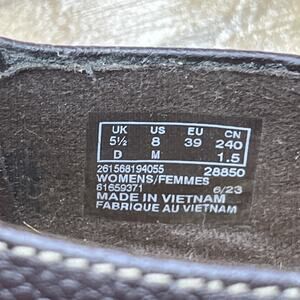 UK US EU CN
5½ 8 39 240
D M 1.5
261568194055 28850
WOMENS/FEMMES
61659371 6/23
MADE IN VIETNAM
FABRIQUE AU VIETNAM